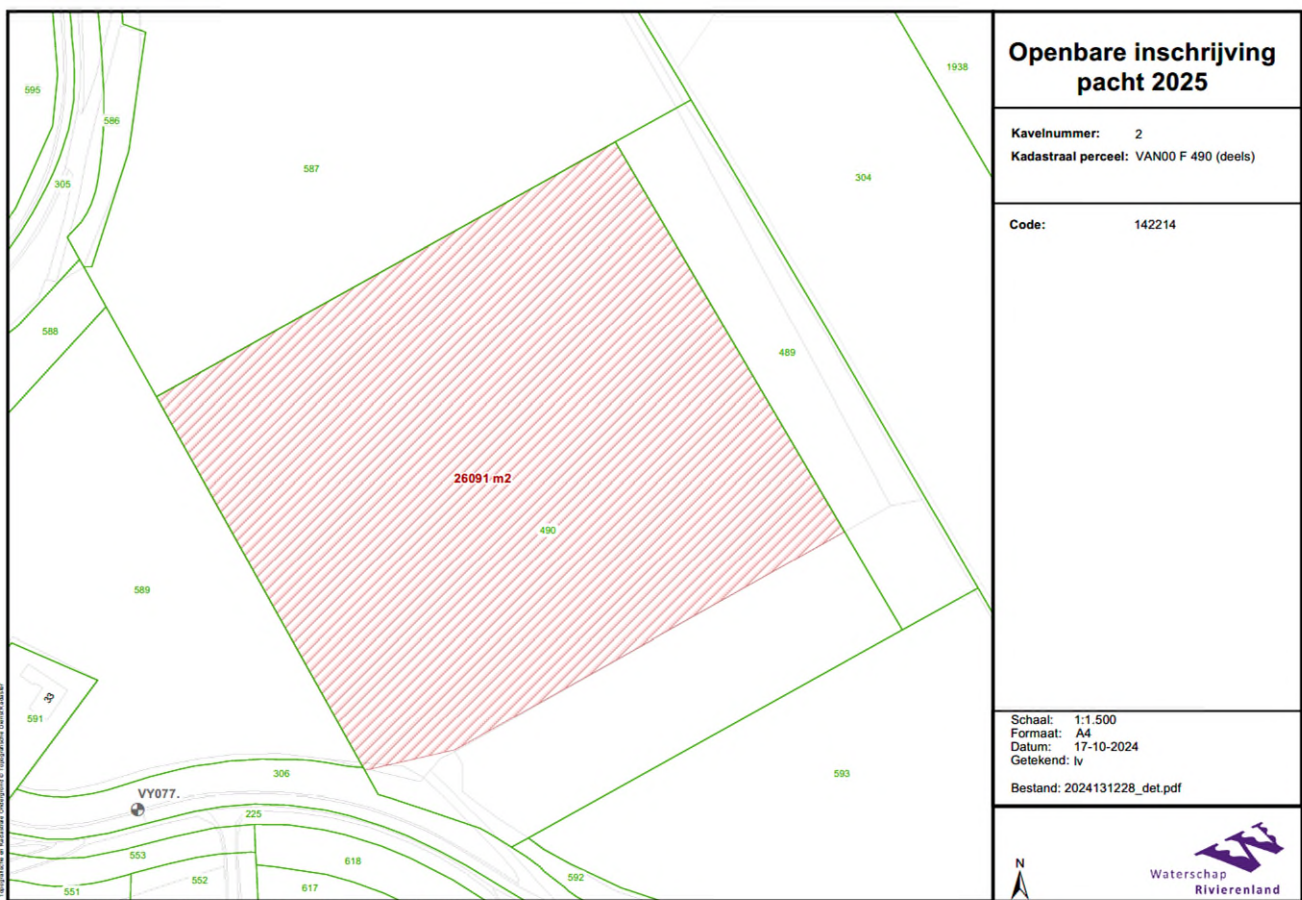 Openbare inschrijving
pacht 2025
Kavelnummer: 2
Kadastraal perceel: VAN00 F 490 (deels)
Code: 142214
Schaal: 1:1.500
Formaat: A4
Datum: 17-10-2024
Getekend: lv
Bestand: 2024131228_det.pdf
N
Waterschap
Rivierenland
595
586
305
587
1938
304
588
489
26091 m2
490
589
33
591
306
VY077.
225
593
553
618
551
552
617
592